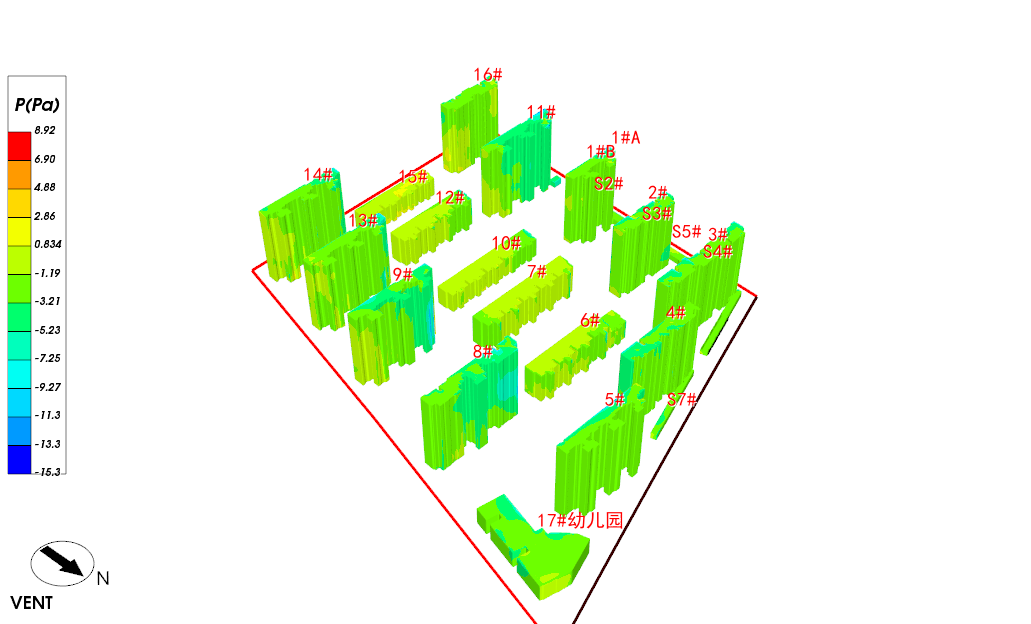 P(Pa)
8.92
6.90
4.88
2.86
0.834
-1.19
-3.21
-5.23
-7.25
-9.27
-11.3
-13.3
-15.3
16#
11#
1#A
1#B
14#
15#
S2#
12#
2#
13#
S3#
S5#
3#
10#
S4#
9#
7#
6#
4#
8#
5#
S7#
17#幼儿园
N
VENT